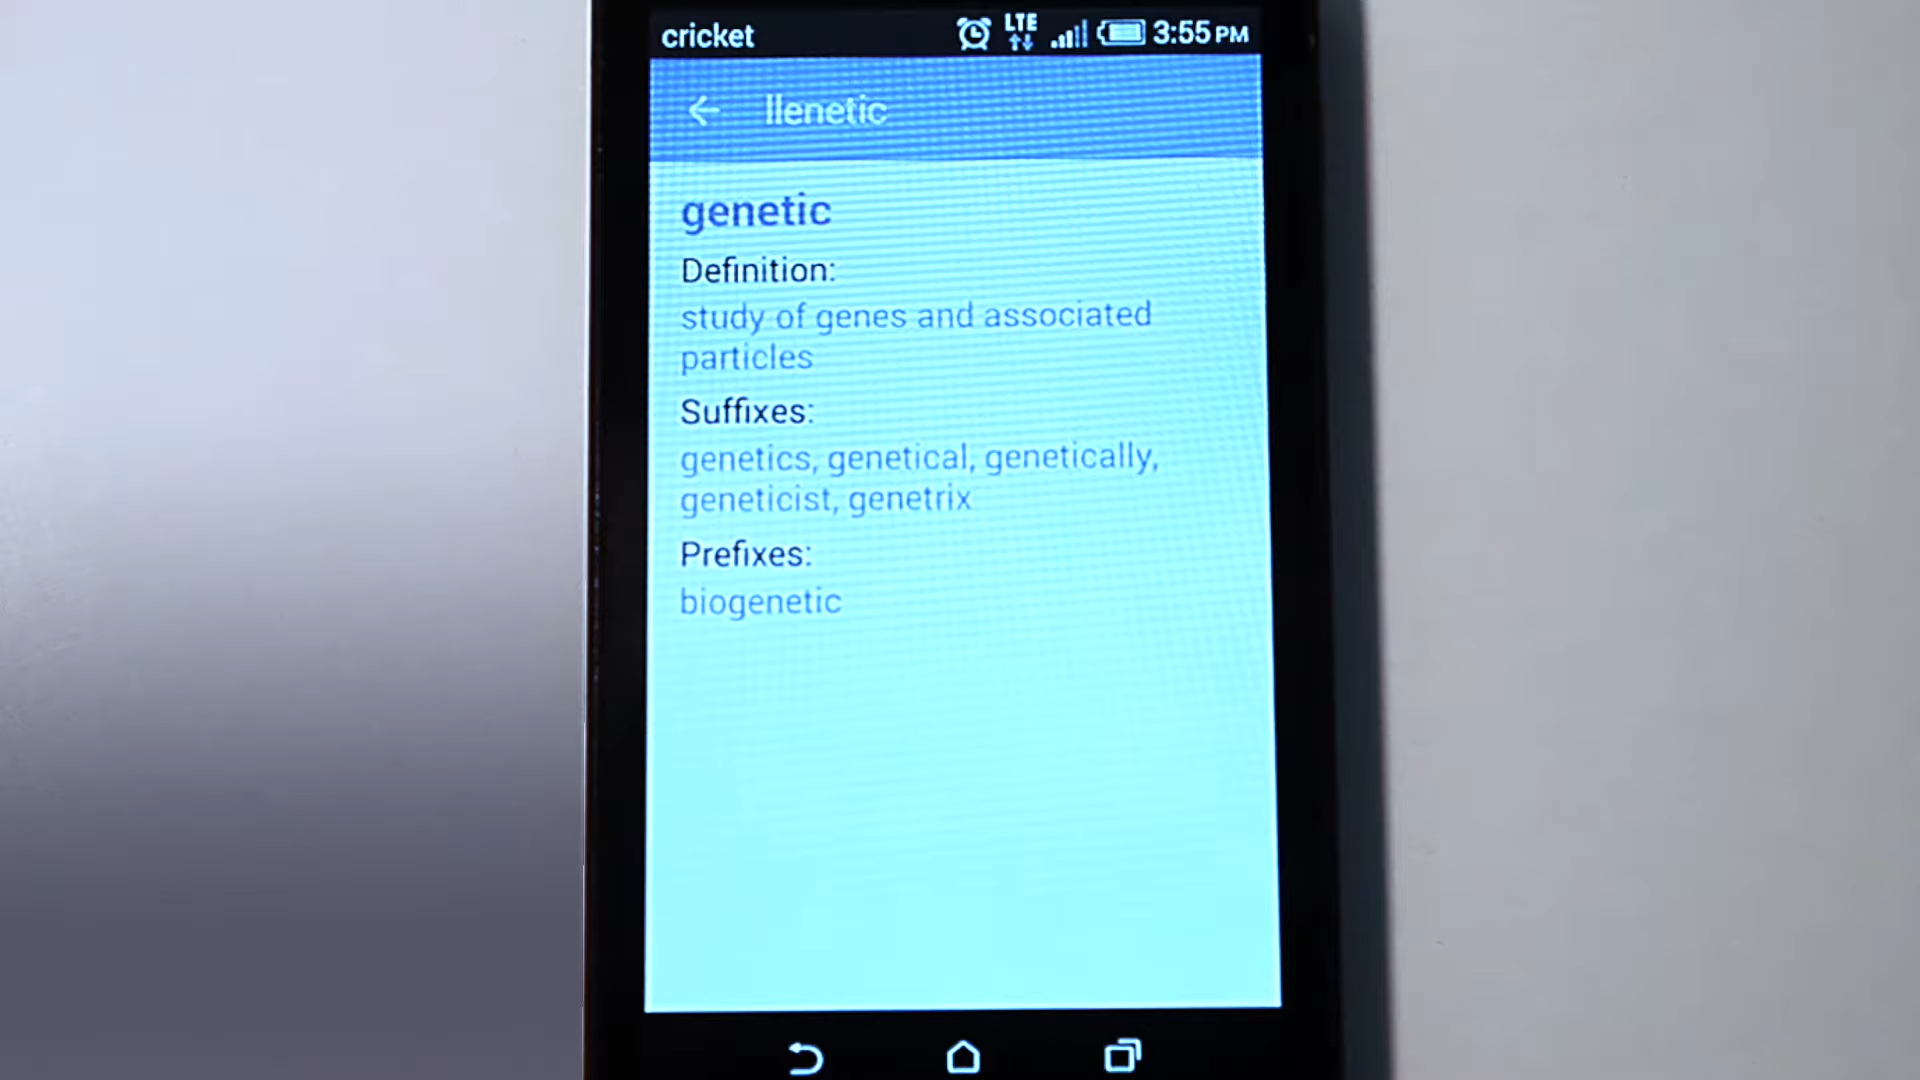 cricket LTE 3:55 PM
llenetic
genetic
Definition:
study of genes and associated
particles
Suffixes:
genetics, genetical, genetically,
geneticist, genetrix
Prefixes:
biogenetic